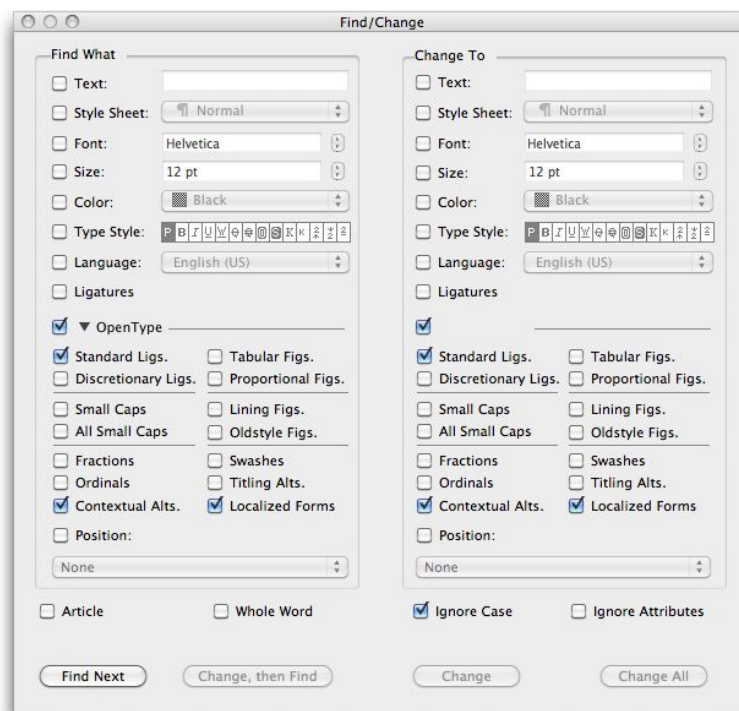 Find/Change
Find What
Text:
Style Sheet: ¶ Normal
Font: Helvetica
Size: 12 pt
Color: Black
Type Style: P B I U W
Language: English (US)
Ligatures
OpenType
Standard Ligs. Tabular Figs.
Discretionary Ligs. Proportional Figs.
Small Caps Lining Figs.
All Small Caps Oldstyle Figs.
Fractions Swashes
Ordinals Titling Alts.
Contextual Alts. Localized Forms
Position:
None
Change To
Text:
Style Sheet: ¶ Normal
Font: Helvetica
Size: 12 pt
Color: Black
Type Style: P B I U W
Language: English (US)
Ligatures
Standard Ligs. Tabular Figs.
Discretionary Ligs. Proportional Figs.
Small Caps Lining Figs.
All Small Caps Oldstyle Figs.
Fractions Swashes
Ordinals Titling Alts.
Contextual Alts. Localized Forms
Position:
None
Article Whole Word Ignore Case Ignore Attributes
Find Next Change, then Find Change Change All